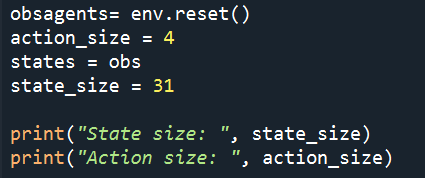 obsagents= env.reset()
action_size = 4
states = obs
state_size = 31
print("State size: ", state_size)
print("Action size: ", action_size)